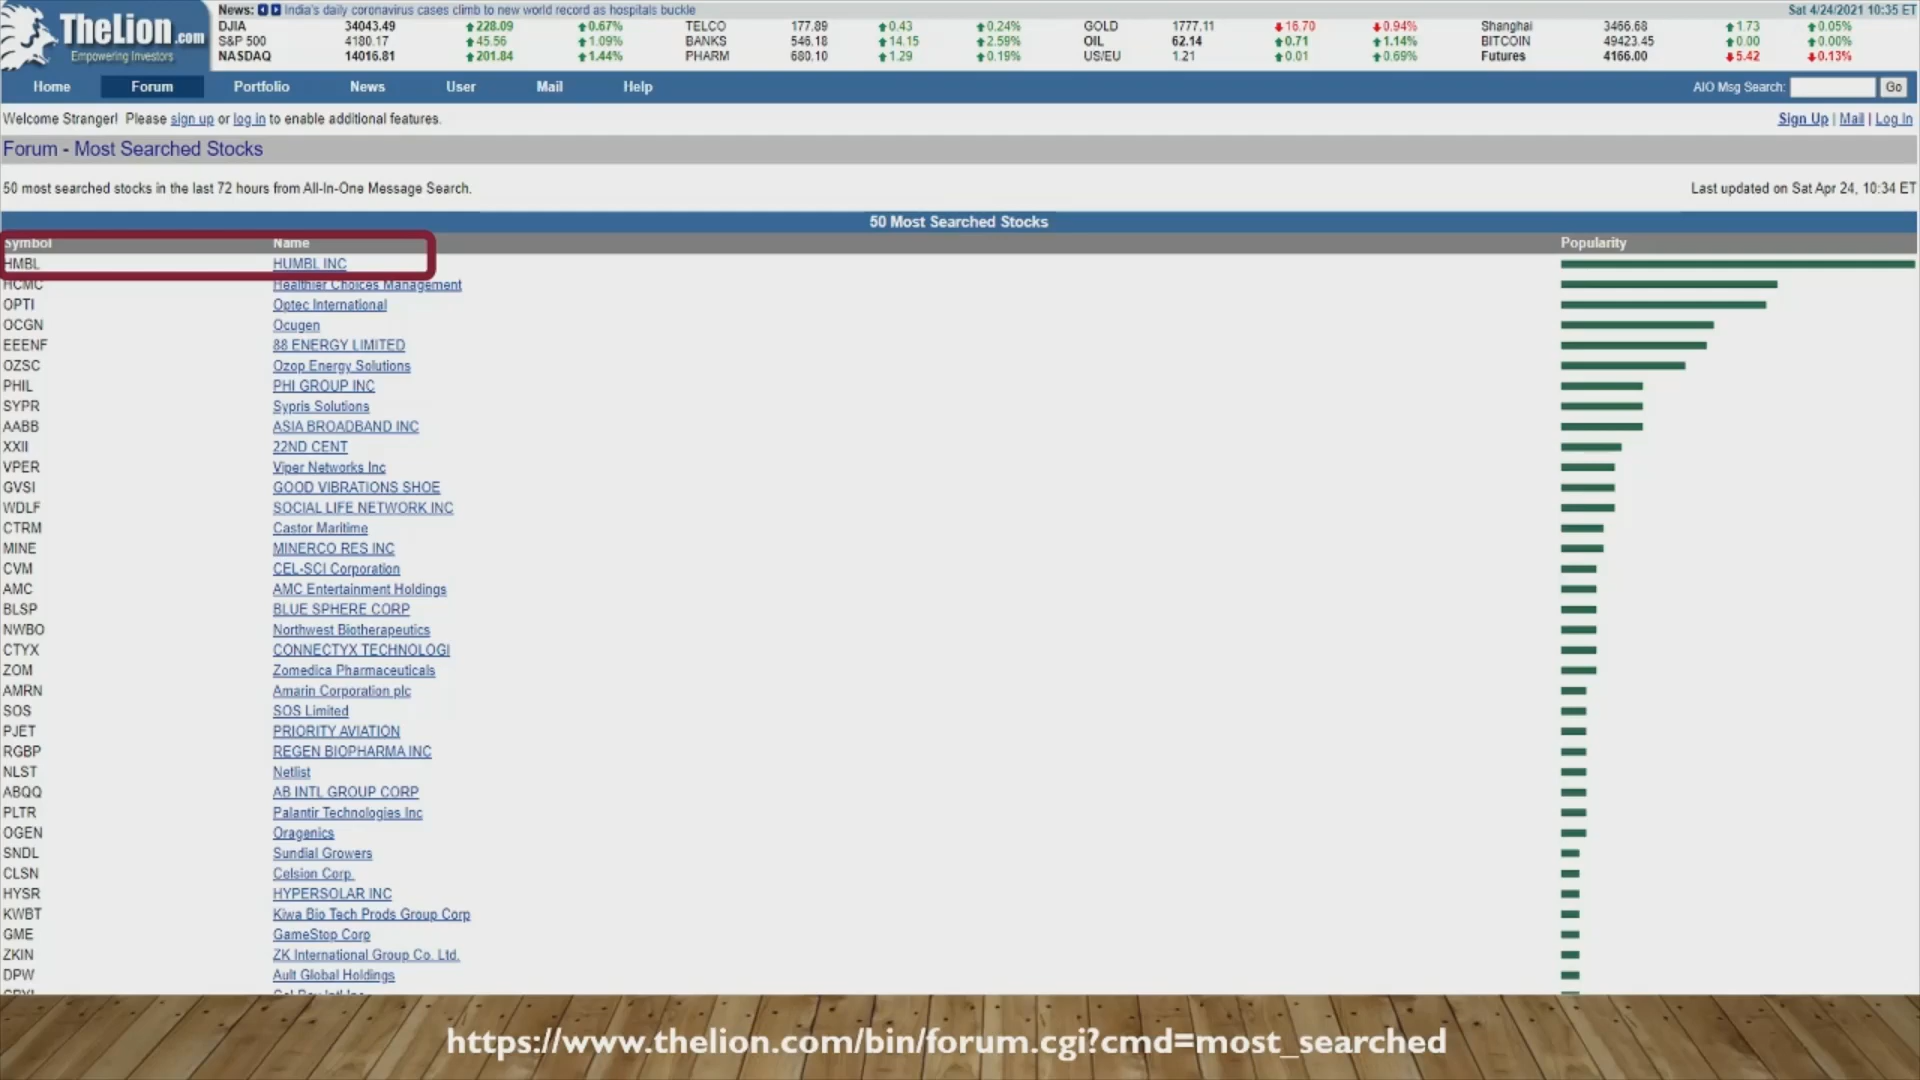 TheLion.com
Empowering Investors
News: India's daily coronavirus cases climb to new world record as hospitals buckle
Sat 4/24/2021 10:35 ET
DJIA 34043.49 228.09 0.67% TELCO 177.89 0.43 0.24% GOLD 1777.11 16.70 0.94% Shanghai 3466.68 1.73 0.05%
S&P 500 4180.17 45.56 1.09% BANKS 546.18 14.15 2.59% OIL 62.14 0.71 1.14% BITCOIN 49423.45 0.00 0.00%
NASDAQ 14016.81 201.84 1.44% PHARM 680.10 1.29 0.19% US/EU 1.21 0.01 0.69% Futures 4166.00 5.42 0.13%
Home Forum Portfolio News User Mail Help AIO Msg Search: Go
Welcome Stranger! Please sign up or log in to enable additional features. Sign Up | Mail | Log In
Forum - Most Searched Stocks
50 most searched stocks in the last 72 hours from All-In-One Message Search. Last updated on Sat Apr 24, 10:34 ET
50 Most Searched Stocks
Symbol Name Popularity
HMBL HUMBL INC
HCMC Healthier Choices Management
OPTI Optec International
OCGN Ocugen
EEENF 88 ENERGY LIMITED
OZSC Ozop Energy Solutions
PHIL PHI GROUP INC
SYPR Sypris Solutions
AABB ASIA BROADBAND INC
XXII 22ND CENT
VPER Viper Networks Inc
GVSI GOOD VIBRATIONS SHOE
WDLF SOCIAL LIFE NETWORK INC
CTRM Castor Maritime
MINE MINERCO RES INC
CVM CEL-SCI Corporation
AMC AMC Entertainment Holdings
BLSP BLUE SPHERE CORP
NWBO Northwest Biotherapeutics
CTYX CONNECTYX TECHNOLOGI
ZOM Zomedica Pharmaceuticals
AMRN Amarin Corporation plc
SOS SOS Limited
PJET PRIORITY AVIATION
RGBP REGEN BIOPHARMA INC
NLST Netlist
ABQQ AB INTL GROUP CORP
PLTR Palantir Technologies Inc
OGEN Oragenics
SNDL Sundial Growers
CLSN Celsion Corp.
HYSR HYPERSOLAR INC
KWBT Kiwa Bio Tech Prods Group Corp
GME GameStop Corp
ZKIN ZK International Group Co. Ltd.
DPW Ault Global Holdings
https://www.thelion.com/bin/forum.cgi?cmd=most_searched